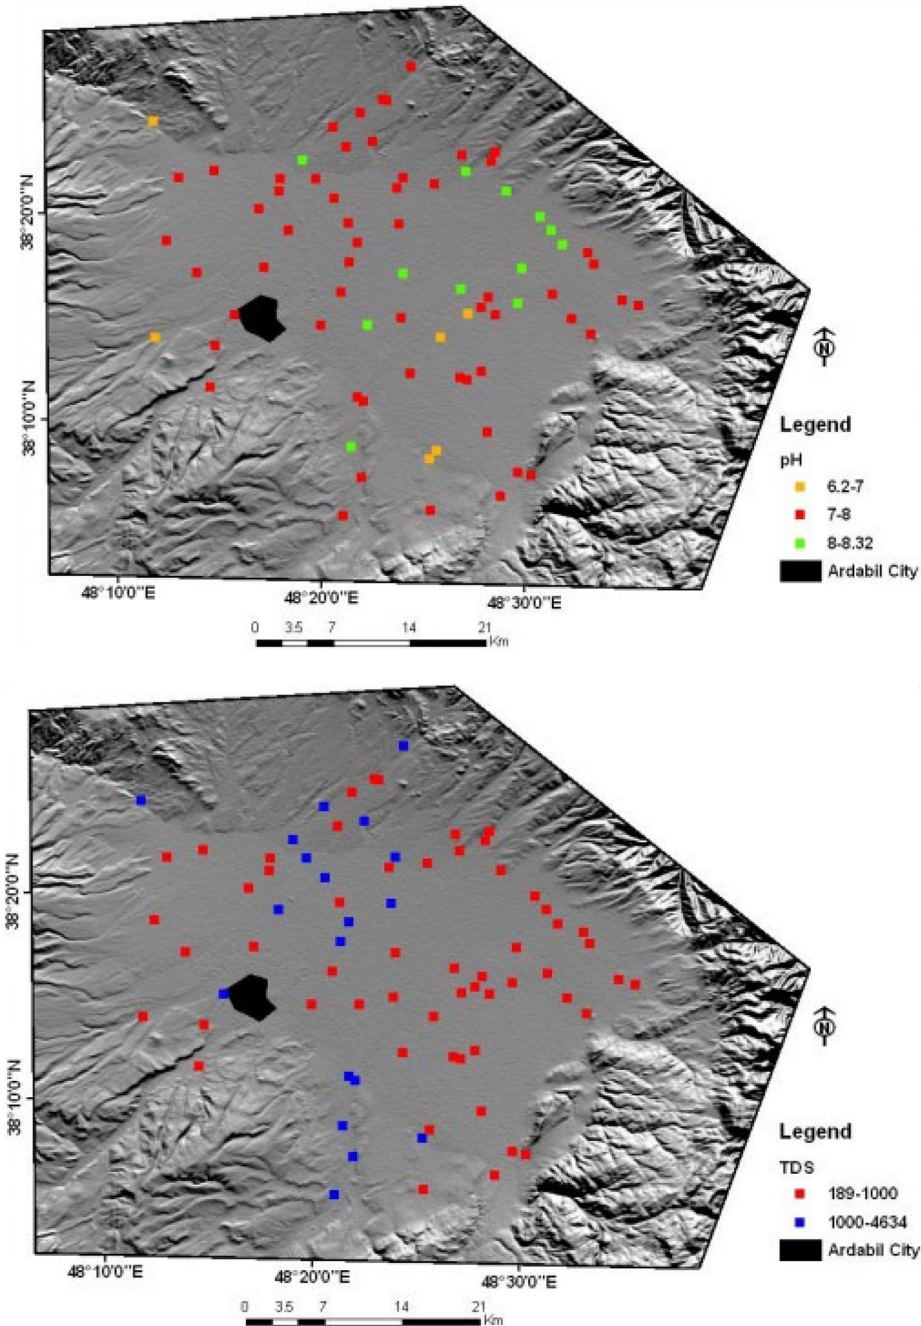 38°20'0"N
38°10'0"N
N
Legend
pH
6.2-7
7-8
8-8.32
Ardabil City
48°10'0"E
48°20'0"E
48°30'0"E
0 3.5 7 14 21
Km
38°20'0"N
38°10'0"N
N
Legend
TDS
189-1000
1000-4634
Ardabil City
48°10'0"E
48°20'0"E
48°30'0"E
0 3.5 7 14 21
Km